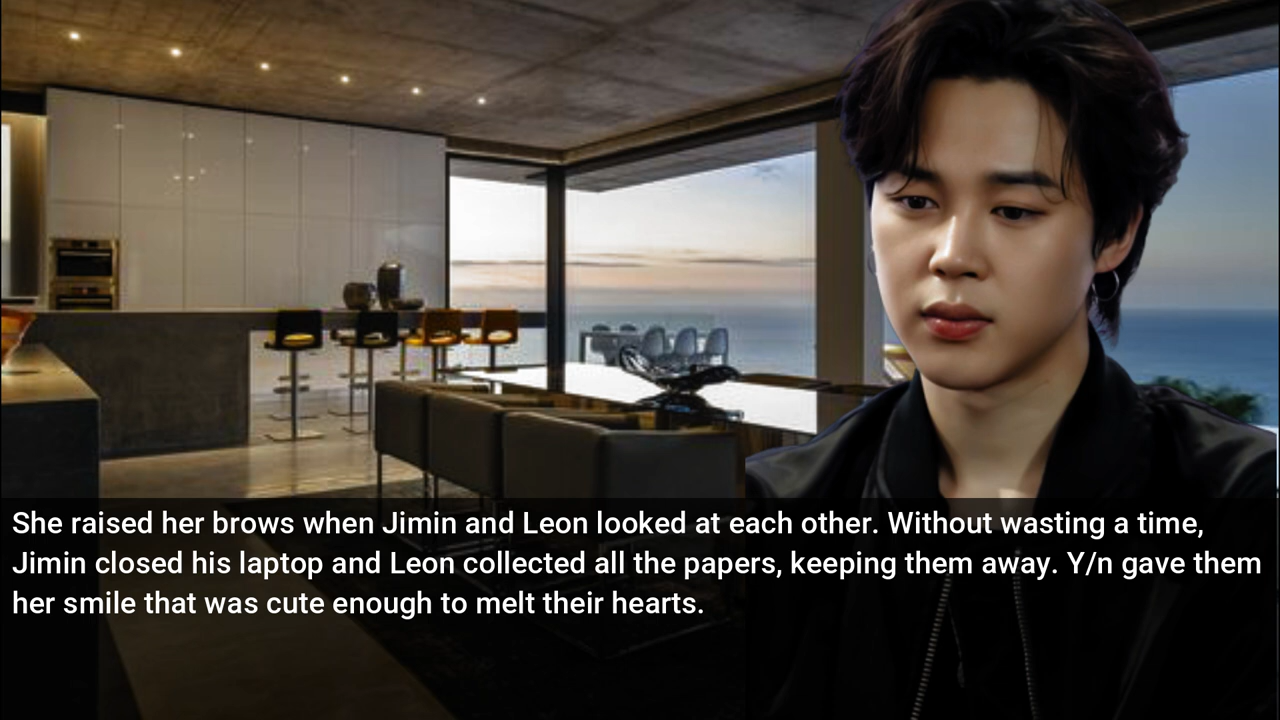 She raised her brows when Jimin and Leon looked at each other. Without wasting a time,
Jimin closed his laptop and Leon collected all the papers, keeping them away. Y/n gave them
her smile that was cute enough to melt their hearts.